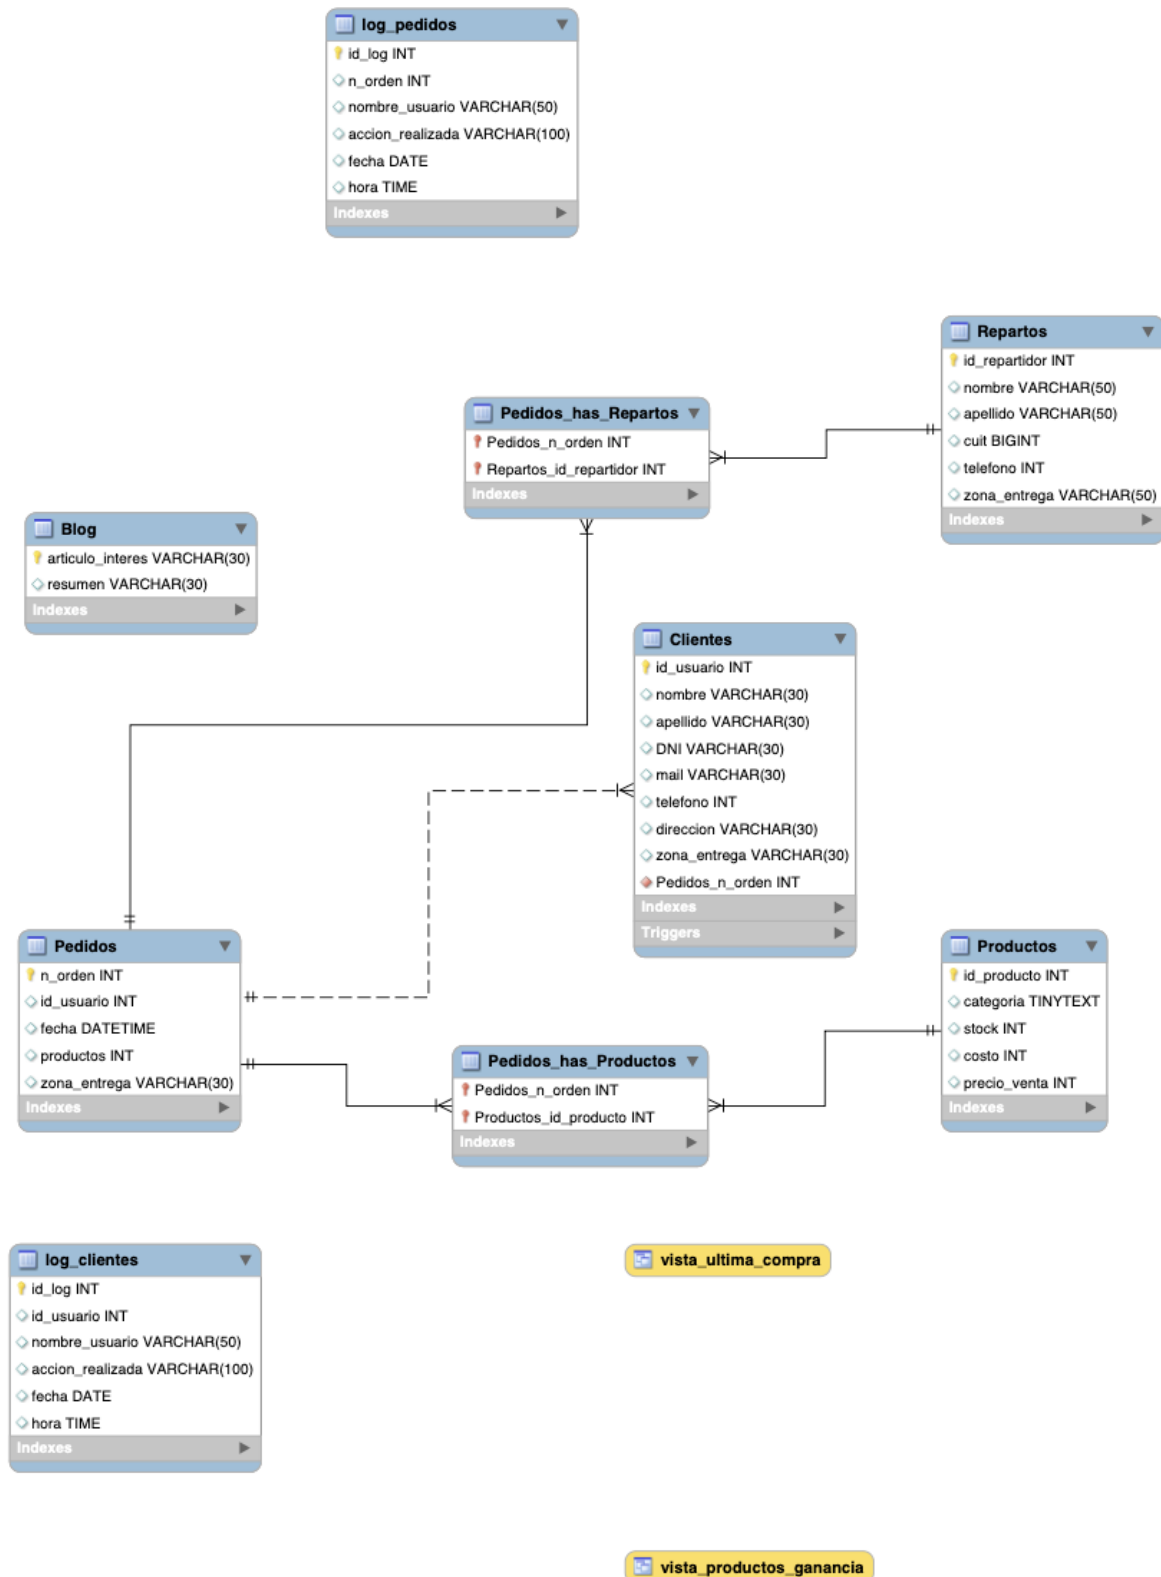 log_pedidos
id_log INT
n_orden INT
nombre_usuario VARCHAR(50)
accion_realizada VARCHAR(100)
fecha DATE
hora TIME
Indexes
Repartos
id_repartidor INT
nombre VARCHAR(50)
apellido VARCHAR(50)
cuit BIGINT
telefono INT
zona_entrega VARCHAR(50)
Indexes
Pedidos_has_Repartos
Pedidos_n_orden INT
Repartos_id_repartidor INT
Indexes
Blog
articulo_interes VARCHAR(30)
resumen VARCHAR(30)
Indexes
Clientes
id_usuario INT
nombre VARCHAR(30)
apellido VARCHAR(30)
DNI VARCHAR(30)
mail VARCHAR(30)
telefono INT
direccion VARCHAR(30)
zona_entrega VARCHAR(30)
Pedidos_n_orden INT
Indexes
Triggers
Pedidos
n_orden INT
id_usuario INT
fecha DATETIME
productos INT
zona_entrega VARCHAR(30)
Indexes
Productos
id_producto INT
categoria TINYTEXT
stock INT
costo INT
precio_venta INT
Indexes
Pedidos_has_Productos
Pedidos_n_orden INT
Productos_id_producto INT
Indexes
log_clientes
id_log INT
id_usuario INT
nombre_usuario VARCHAR(50)
accion_realizada VARCHAR(100)
fecha DATE
hora TIME
Indexes
vista_ultima_compra
vista_productos_ganancia